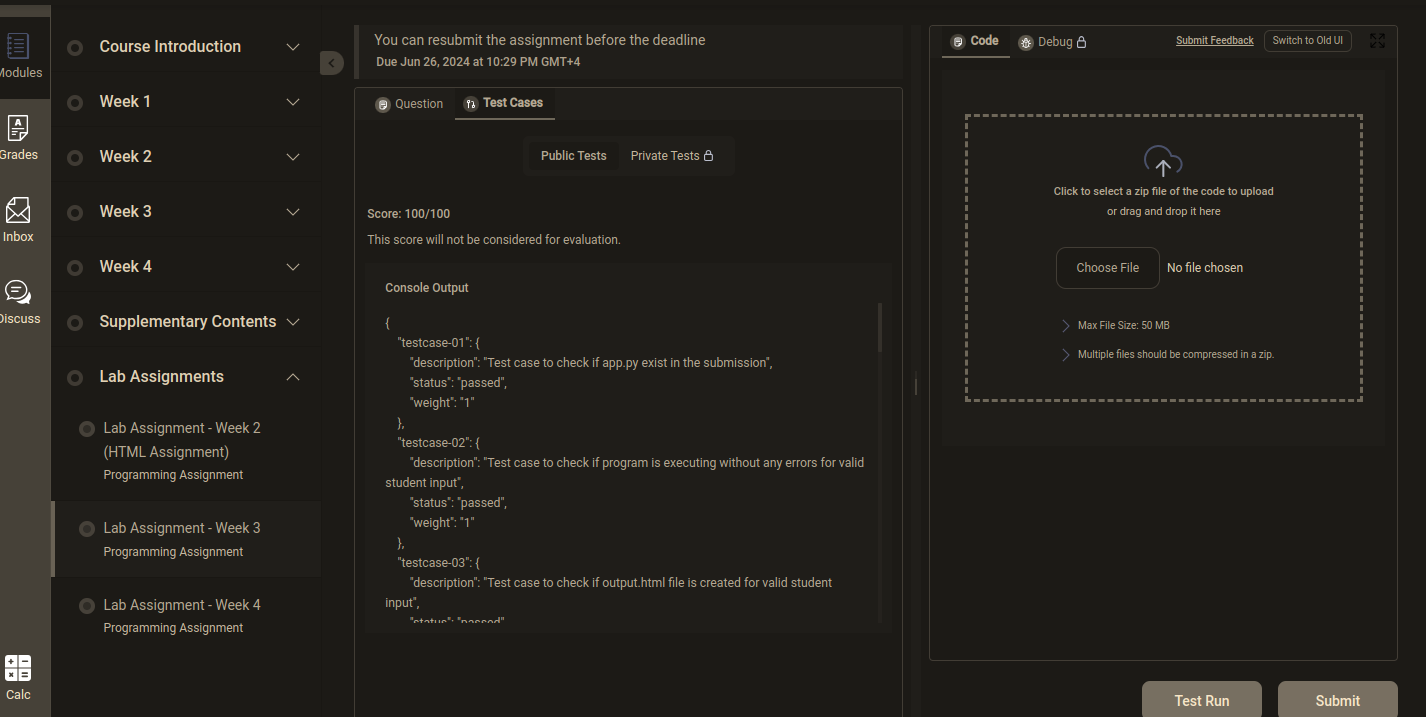 Modules
Grades
Inbox
Discuss
Calc
Course Introduction
Week 1
Week 2
Week 3
Week 4
Supplementary Contents
Lab Assignments
Lab Assignment - Week 2
(HTML Assignment)
Programming Assignment
Lab Assignment - Week 3
Programming Assignment
Lab Assignment - Week 4
Programming Assignment
You can resubmit the assignment before the deadline
Due Jun 26, 2024 at 10:29 PM GMT+4
Question
Test Cases
Public Tests
Private Tests
Score: 100/100
This score will not be considered for evaluation.
Console Output
{
"testcase-01": {
"description": "Test case to check if app.py exist in the submission",
"status": "passed",
"weight": "1"
},
"testcase-02": {
"description": "Test case to check if program is executing without any errors for valid
student input",
"status": "passed",
"weight": "1"
},
"testcase-03": {
"description": "Test case to check if output.html file is created for valid student
input",
"status": "passed"
Code
Debug
Submit Feedback
Switch to Old UI
Click to select a zip file of the code to upload
or drag and drop it here
Choose File
No file chosen
Max File Size: 50 MB
Multiple files should be compressed in a zip.
Test Run
Submit